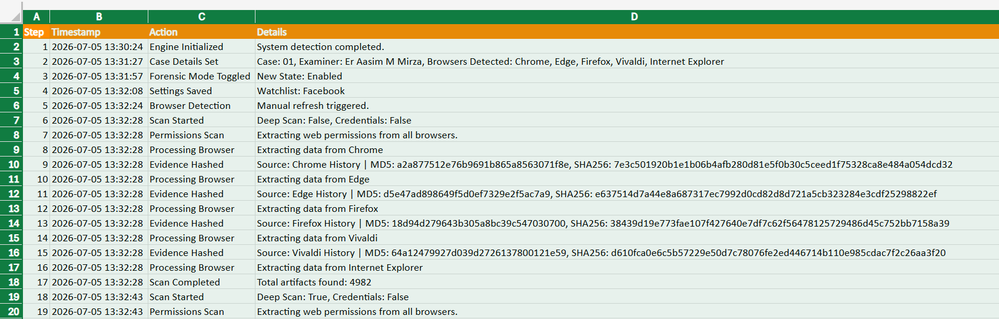 A B C D
1 Step Timestamp Action Details
2 1 2026-07-05 13:30:24 Engine Initialized System detection completed.
3 2 2026-07-05 13:31:27 Case Details Set Case: 01, Examiner: Er Aasim M Mirza, Browsers Detected: Chrome, Edge, Firefox, Vivaldi, Internet Explorer
4 3 2026-07-05 13:31:57 Forensic Mode Toggled New State: Enabled
5 4 2026-07-05 13:32:08 Settings Saved Watchlist: Facebook
6 5 2026-07-05 13:32:24 Browser Detection Manual refresh triggered.
7 6 2026-07-05 13:32:28 Scan Started Deep Scan: False, Credentials: False
8 7 2026-07-05 13:32:28 Permissions Scan Extracting web permissions from all browsers.
9 8 2026-07-05 13:32:28 Processing Browser Extracting data from Chrome
10 9 2026-07-05 13:32:28 Evidence Hashed Source: Chrome History | MD5: a2a877512e76b9691b865a8563071f8e, SHA256: 7e3c501920b1e1b06b4afb280d81e5f0b30c5ceed1f75328ca8e484a054dcd32
11 10 2026-07-05 13:32:28 Processing Browser Extracting data from Edge
12 11 2026-07-05 13:32:28 Evidence Hashed Source: Edge History | MD5: d5e47ad898649f5d0ef7329e2f5ac7a9, SHA256: e637514d7a44e8a687317ec7992d0cd82d8d721a5cb323284e3cdf25298822ef
13 12 2026-07-05 13:32:28 Processing Browser Extracting data from Firefox
14 13 2026-07-05 13:32:28 Evidence Hashed Source: Firefox History | MD5: 18d94d279643b305a8bc39c547030700, SHA256: 38439d19e773fae107f427640e7df7c62f56478125729486d45c752bb7158a39
15 14 2026-07-05 13:32:28 Processing Browser Extracting data from Vivaldi
16 15 2026-07-05 13:32:28 Evidence Hashed Source: Vivaldi History | MD5: 64a12479927d039d2726137800121e59, SHA256: d610fca0e6c5b57229e50d7c78076fe2ed446714b110e985cdac7f2c26aa3f20
17 16 2026-07-05 13:32:28 Processing Browser Extracting data from Internet Explorer
18 17 2026-07-05 13:32:28 Scan Completed Total artifacts found: 4982
19 18 2026-07-05 13:32:43 Scan Started Deep Scan: True, Credentials: False
20 19 2026-07-05 13:32:43 Permissions Scan Extracting web permissions from all browsers.